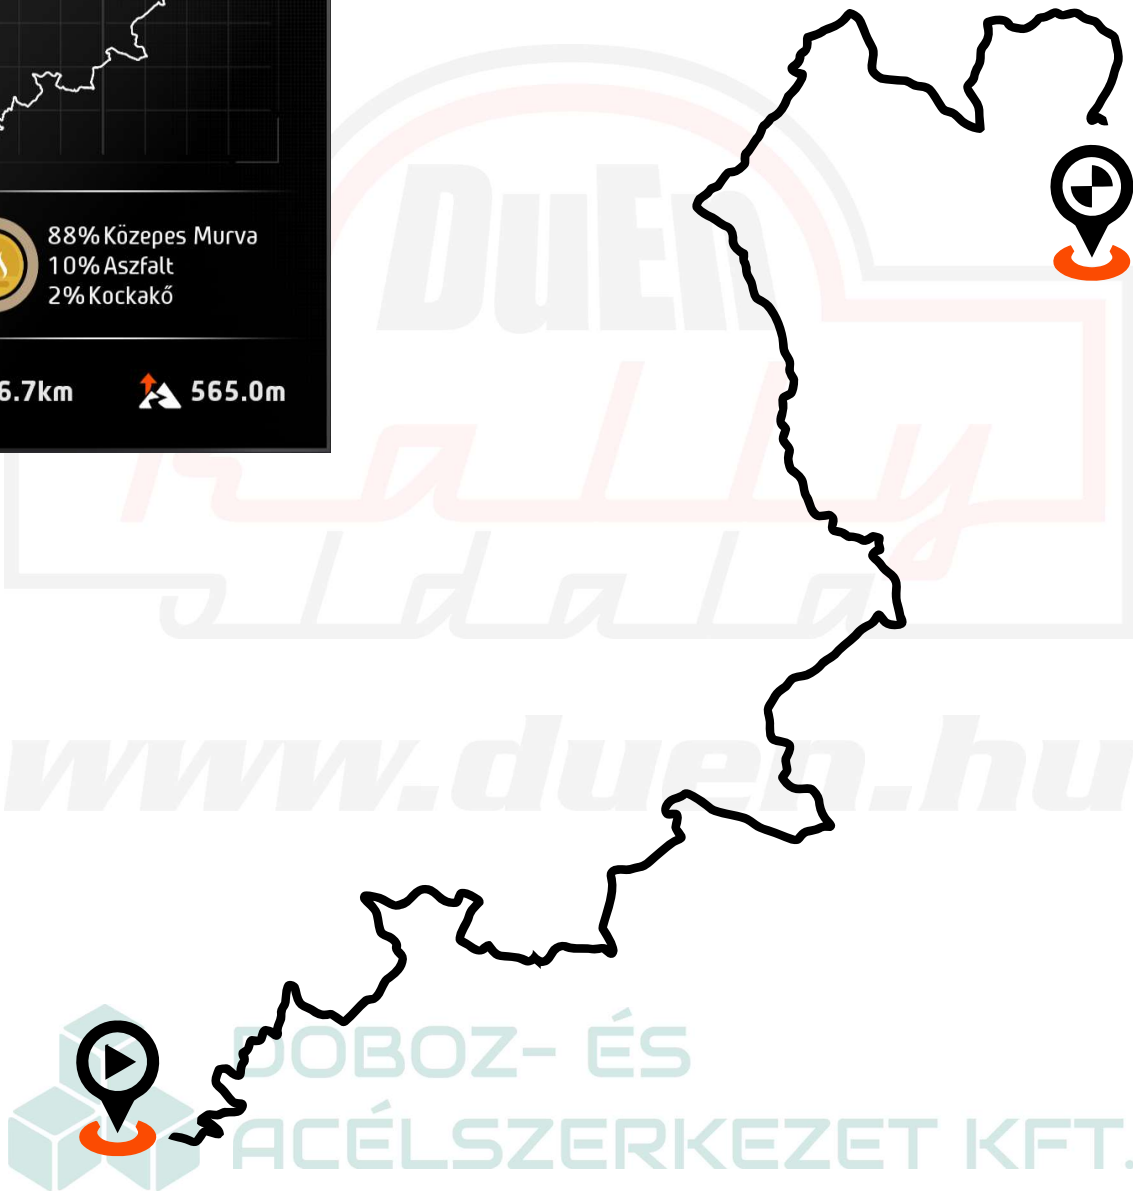 88% Közepes Murva
10% Aszfalt
2% Kockakő
6.7km
565.0m
DuEn
rally
oldala
www.duen.hu
DOBOZ- ÉS
ACÉLSZERKEZET KFT.